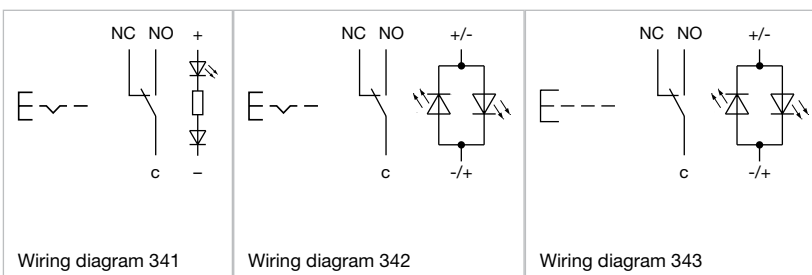 NC NO +
c –
Wiring diagram 341
NC NO +/-
c -/+
Wiring diagram 342
NC NO +/-
c -/+
Wiring diagram 343